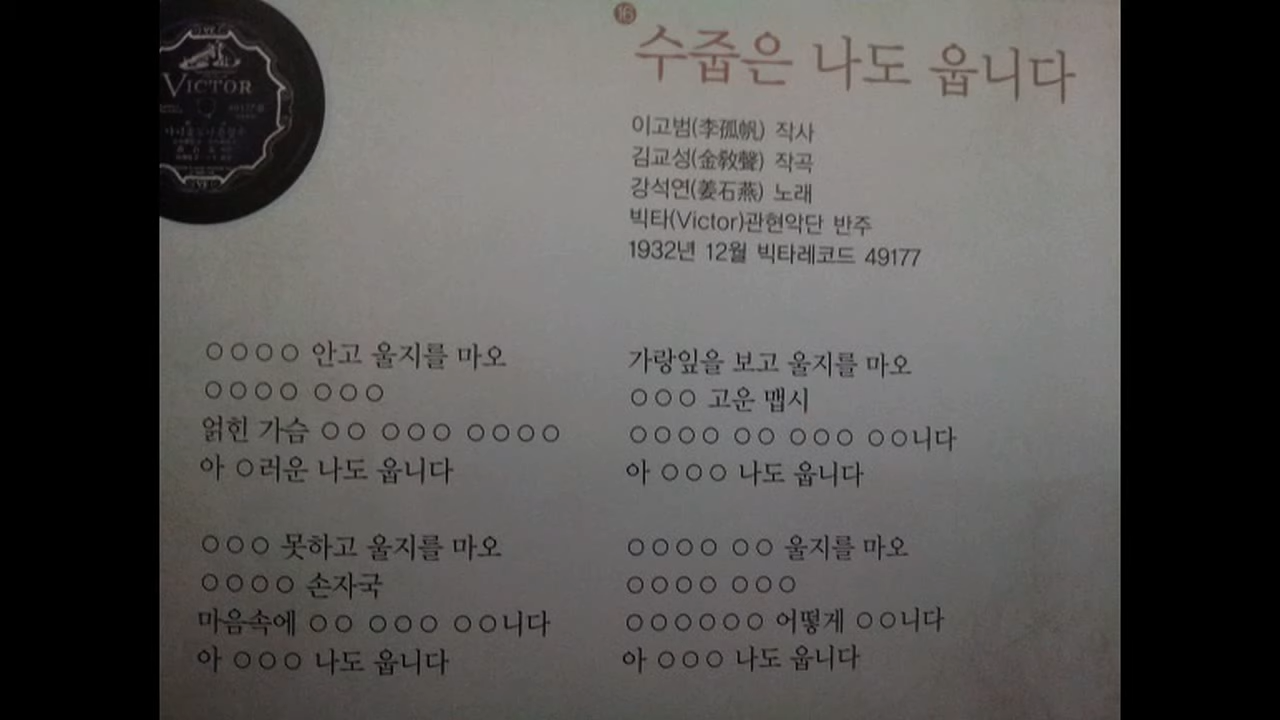 VICTOR
16
수줍은 나도 웁니다
이고범(李孤帆) 작사
김교성(金敎聲) 작곡
강석연(姜石燕) 노래
빅타(Victor)관현악단 반주
1932년 12월 빅타레코드 49177
○○○○ 안고 울지를 마오
○○○○ ○○○
얽힌 가슴 ○○ ○○○ ○○○○
아 ○러운 나도 웁니다
○○○ 못하고 울지를 마오
○○○○ 손자국
마음속에 ○○ ○○○ ○○니다
아 ○○○ 나도 웁니다
가랑잎을 보고 울지를 마오
○○○ 고운 맵시
○○○○ ○○ ○○○ ○○니다
아 ○○○ 나도 웁니다
○○○○ ○○ 울지를 마오
○○○○ ○○○
○○○○○○ 어떻게 ○○니다
아 ○○○ 나도 웁니다